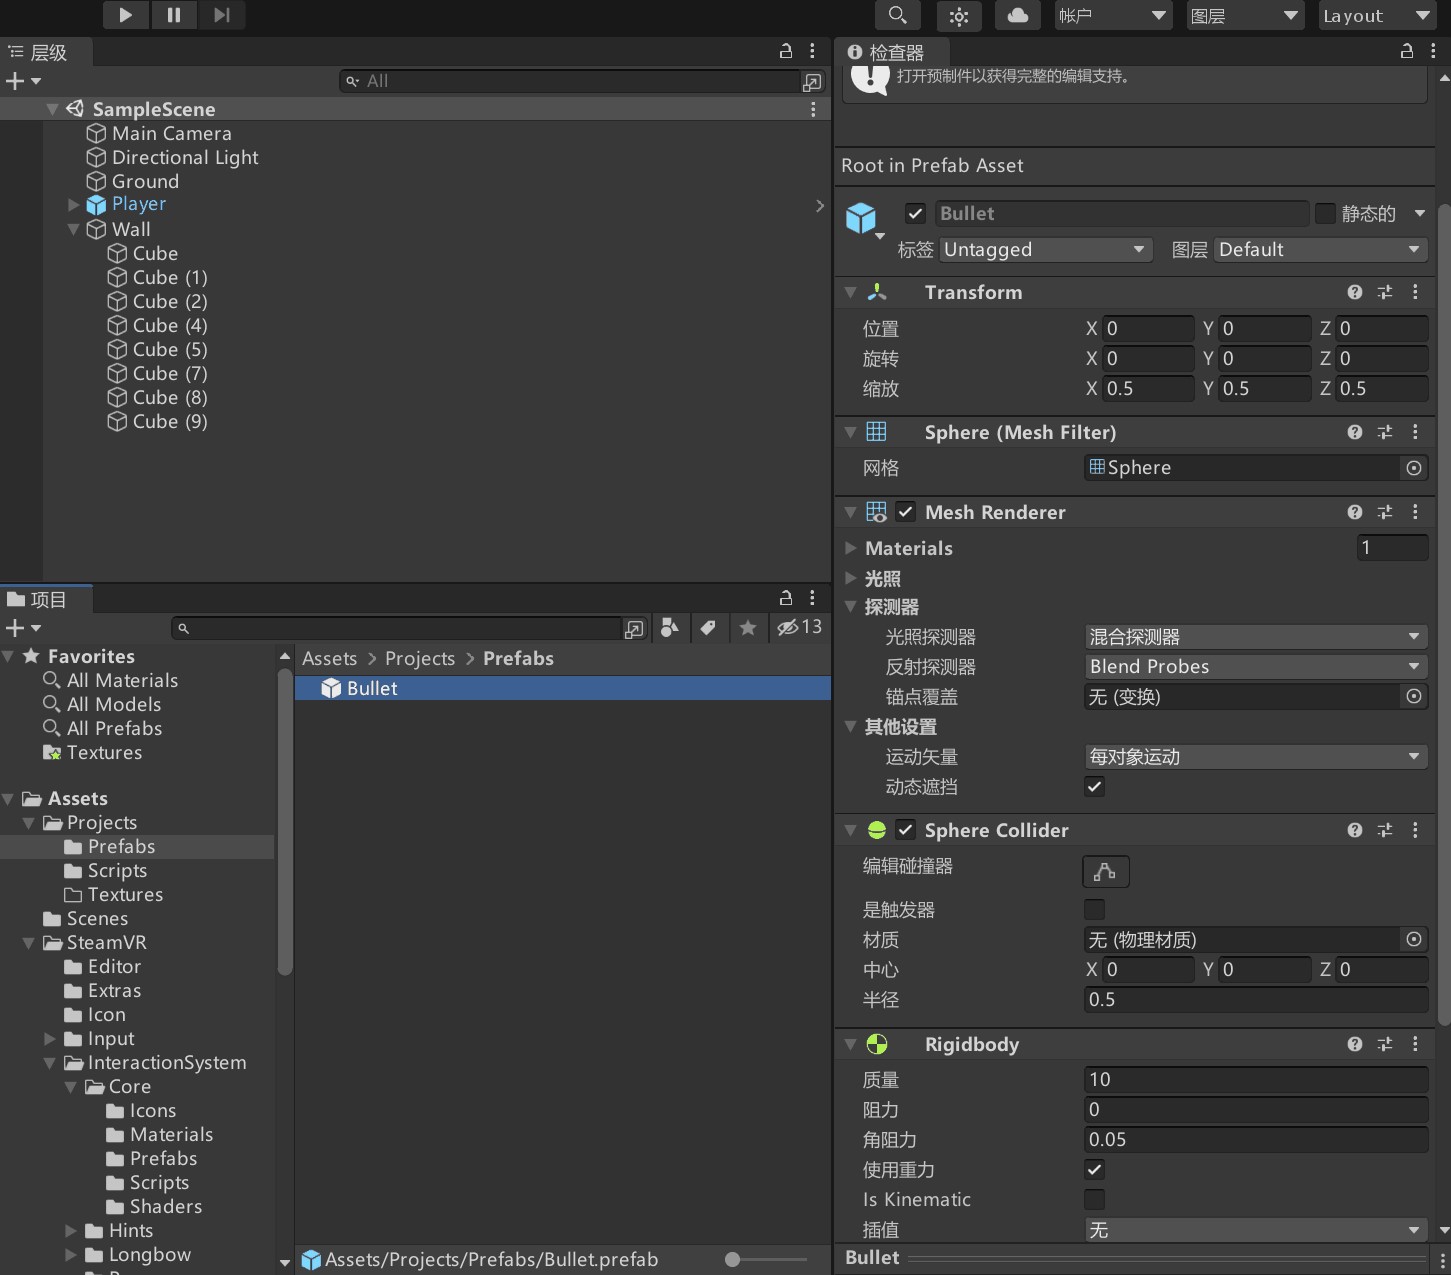 帐户
图层
Layout
层级
All
SampleScene
Main Camera
Directional Light
Ground
Player
Wall
Cube
Cube (1)
Cube (2)
Cube (4)
Cube (5)
Cube (7)
Cube (8)
Cube (9)
项目
13
Favorites
All Materials
All Models
All Prefabs
Textures
Assets
Projects
Prefabs
Scripts
Textures
Scenes
SteamVR
Editor
Extras
Icon
Input
InteractionSystem
Core
Icons
Materials
Prefabs
Scripts
Shaders
Hints
Longbow
Assets > Projects > Prefabs
Bullet
Assets/Projects/Prefabs/Bullet.prefab
检查器
打开预制件以获得完整的编辑支持。
Root in Prefab Asset
Bullet 静态的
标签 Untagged 图层 Default
Transform
位置 X 0 Y 0 Z 0
旋转 X 0 Y 0 Z 0
缩放 X 0.5 Y 0.5 Z 0.5
Sphere (Mesh Filter)
网格 Sphere
Mesh Renderer
Materials 1
光照
探测器
光照探测器 混合探测器
反射探测器 Blend Probes
锚点覆盖 无 (变换)
其他设置
运动矢量 每对象运动
动态遮挡
Sphere Collider
编辑碰撞器
是触发器
材质 无 (物理材质)
中心 X 0 Y 0 Z 0
半径 0.5
Rigidbody
质量 10
阻力 0
角阻力 0.05
使用重力
Is Kinematic
插值 无
Bullet